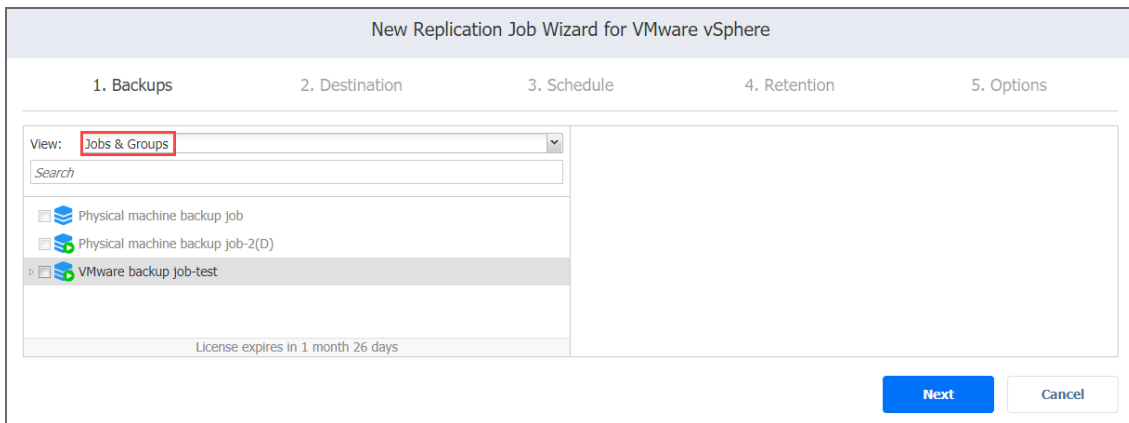 New Replication Job Wizard for VMware vSphere
1. Backups 2. Destination 3. Schedule 4. Retention 5. Options
View: Jobs & Groups
Search
Physical machine backup job
Physical machine backup job-2(D)
VMware backup job-test
License expires in 1 month 26 days
Next Cancel